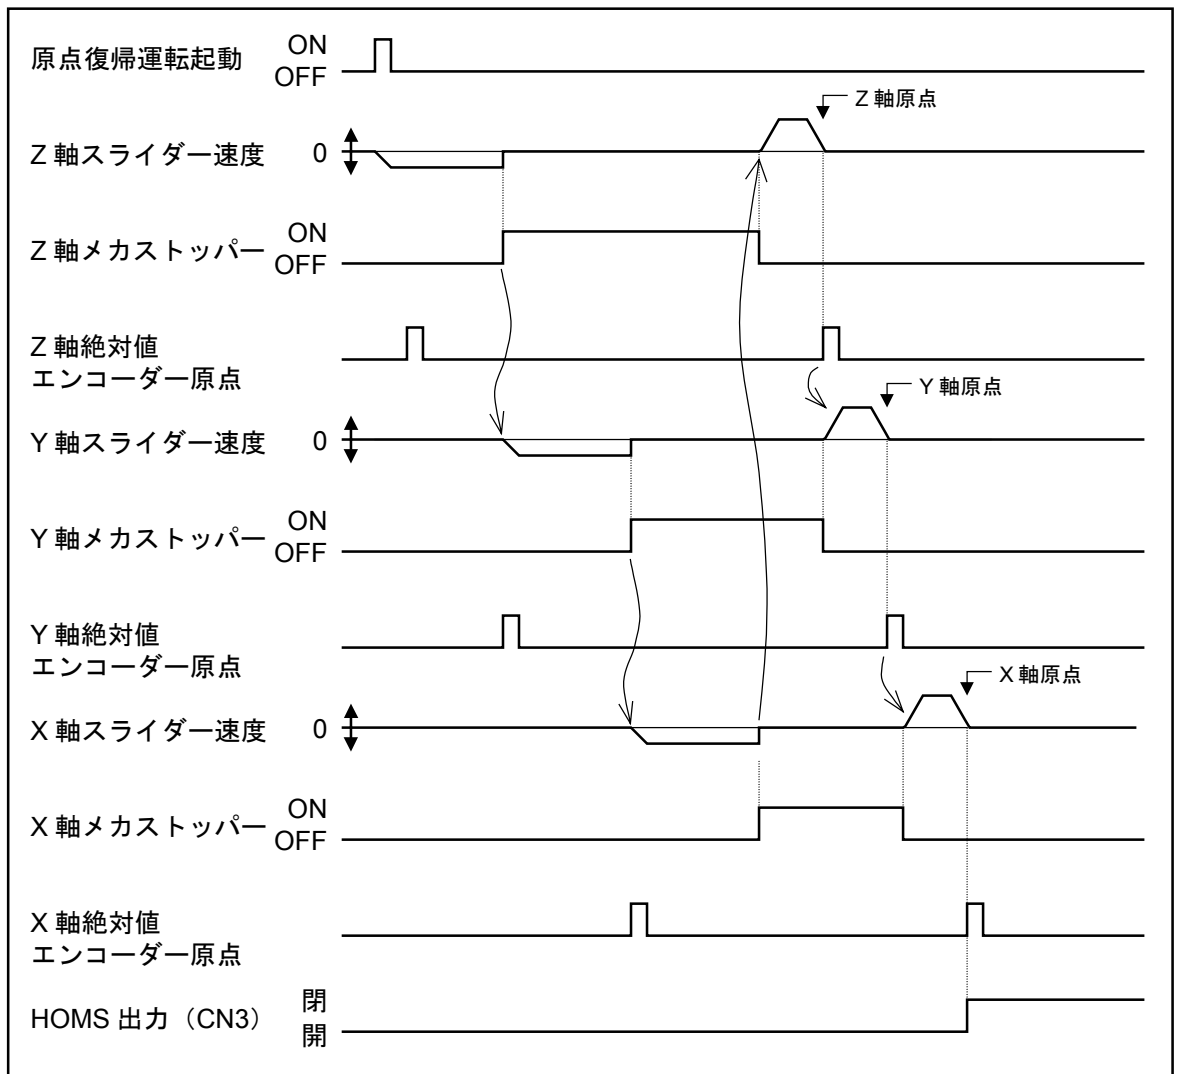 原点復帰運転起動 ON
OFF
Z 軸原点
Z 軸スライダー速度 0
Z 軸メカストッパー ON
OFF
Z 軸絶対値
エンコーダー原点
Y 軸原点
Y 軸スライダー速度 0
Y 軸メカストッパー ON
OFF
Y 軸絶対値
エンコーダー原点
X 軸原点
X 軸スライダー速度 0
X 軸メカストッパー ON
OFF
X 軸絶対値
エンコーダー原点
HOMS 出力（CN3） 閉
開